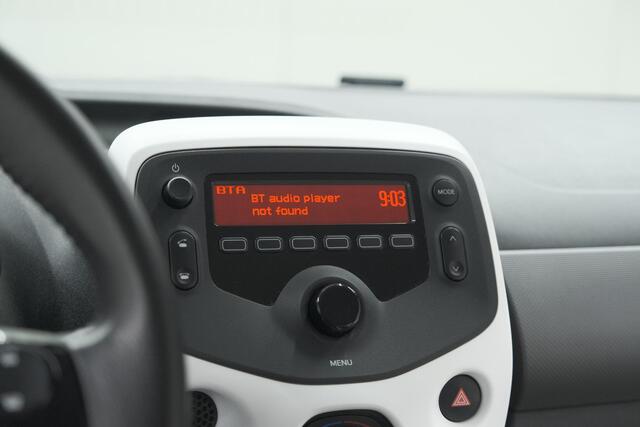 BTA
BT audio player
not found
9:03
MODE
MENU